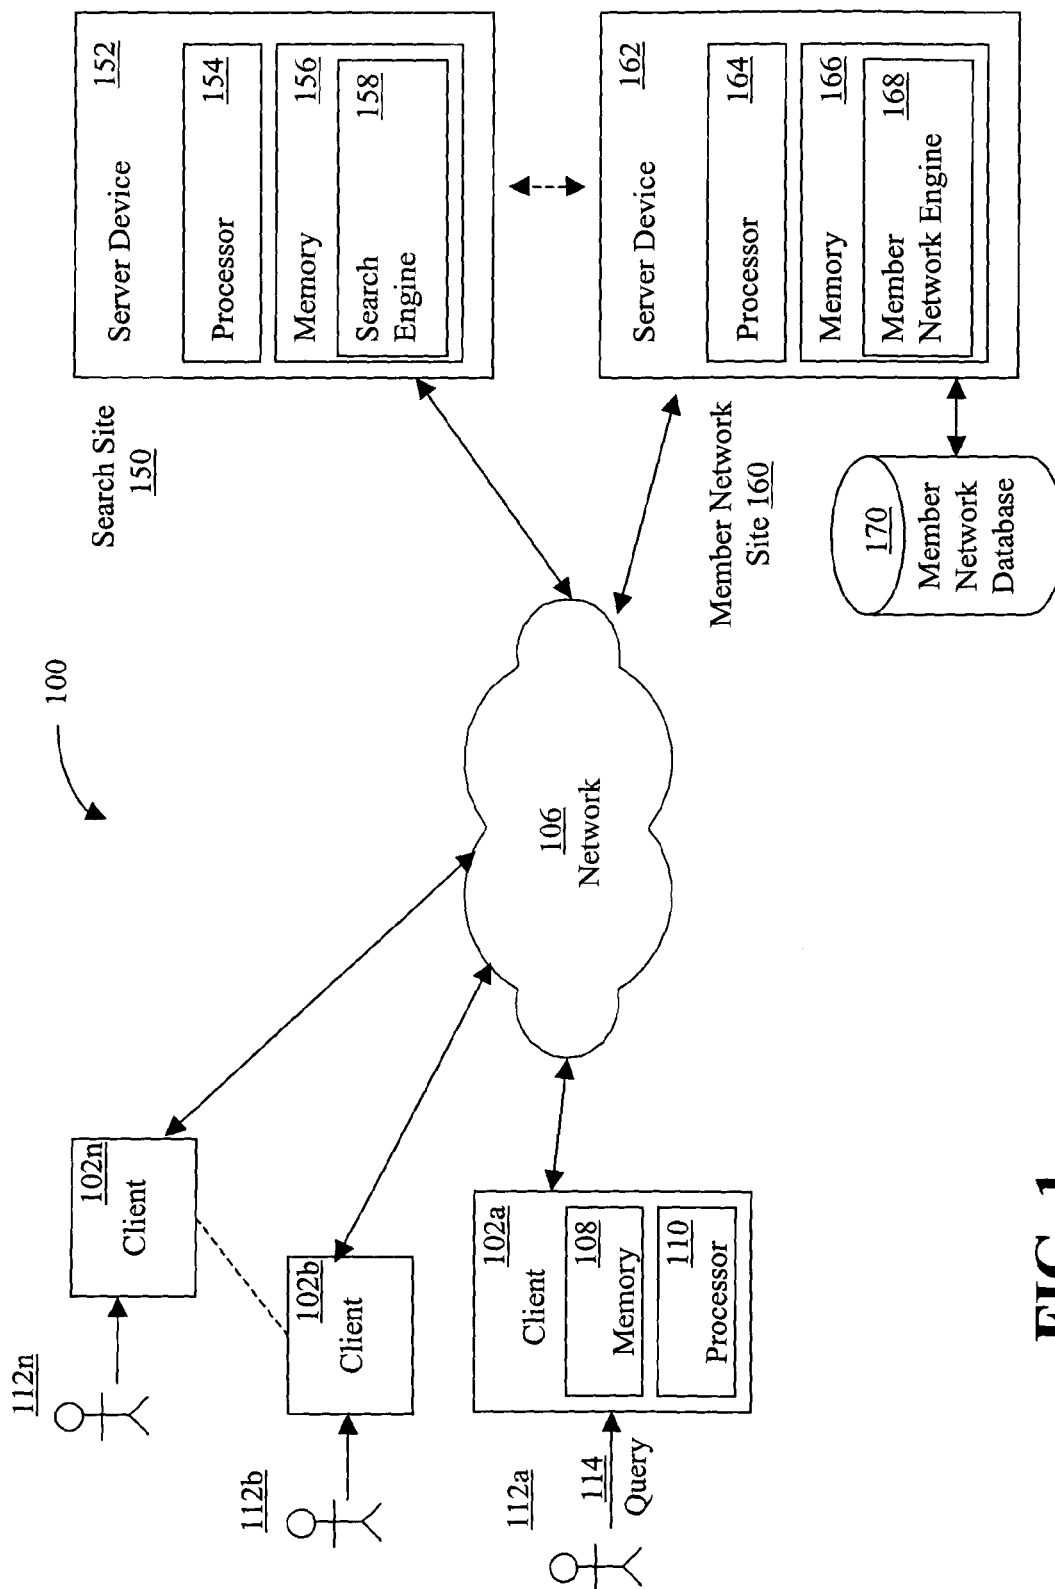 100
112n
102n
Client
112b
102b
Client
112a
114
Query
102a
Client
108
Memory
110
Processor
106
Network
Search Site
150
Server Device 152
Processor 154
Memory 156
Search 158
Engine
Member Network
Site 160
Server Device 162
Processor 164
Memory 166
Member 168
Network Engine
170
Member
Network
Database